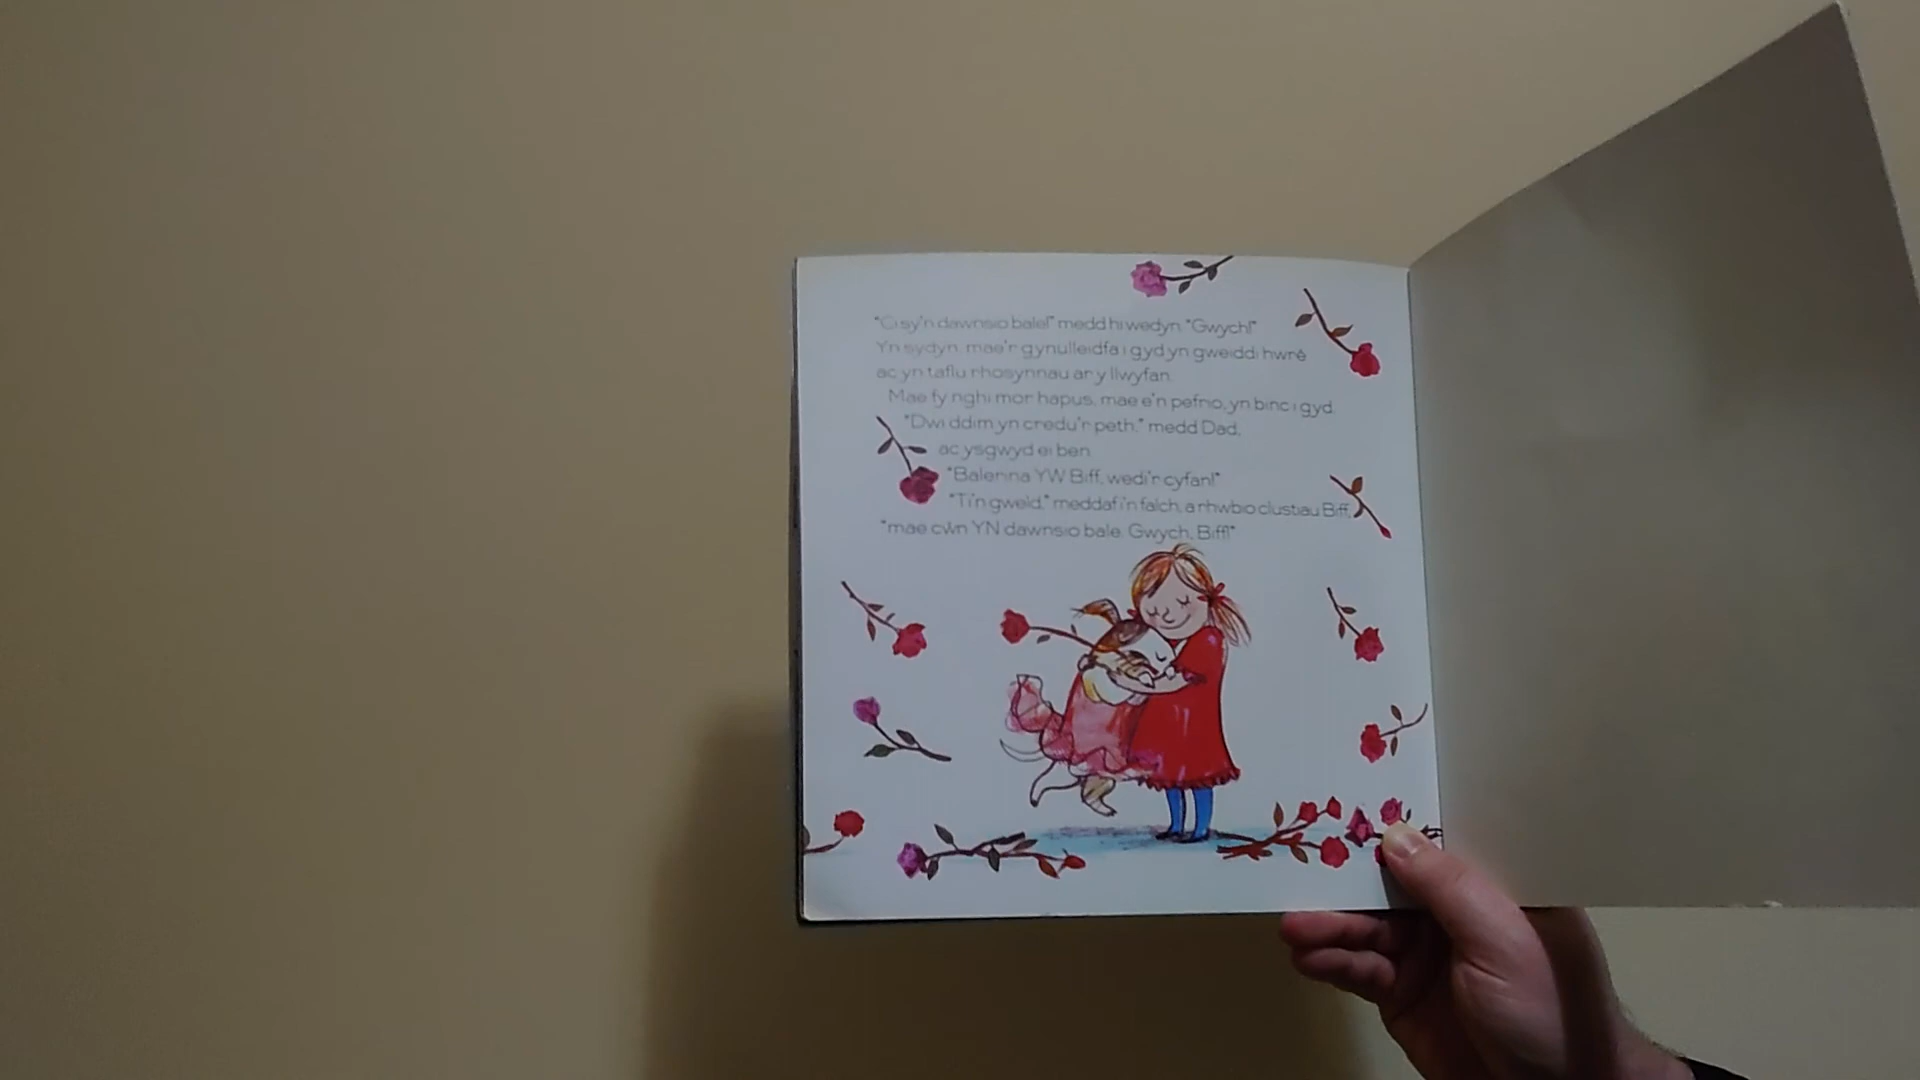 "Ci sy'n dawnsio bale!" medd hi wedyn. "Gwych!"
Yn sydyn, mae'r gynulleidfa i gyd yn gweiddi hwrê
ac yn taflu rhosynnau ar y llwyfan.
Mae fy nghi mor hapus, mae e'n pefrio, yn binc i gyd.
"Dwi ddim yn credu'r peth," medd Dad,
ac ysgwyd ei ben.
"Balerina YW Biff, wedi'r cyfan!"
"Ti'n gweld," meddaf i'n falch, a rhwbio clustiau Biff,
"mae cŵn YN dawnsio bale. Gwych, Biff!"